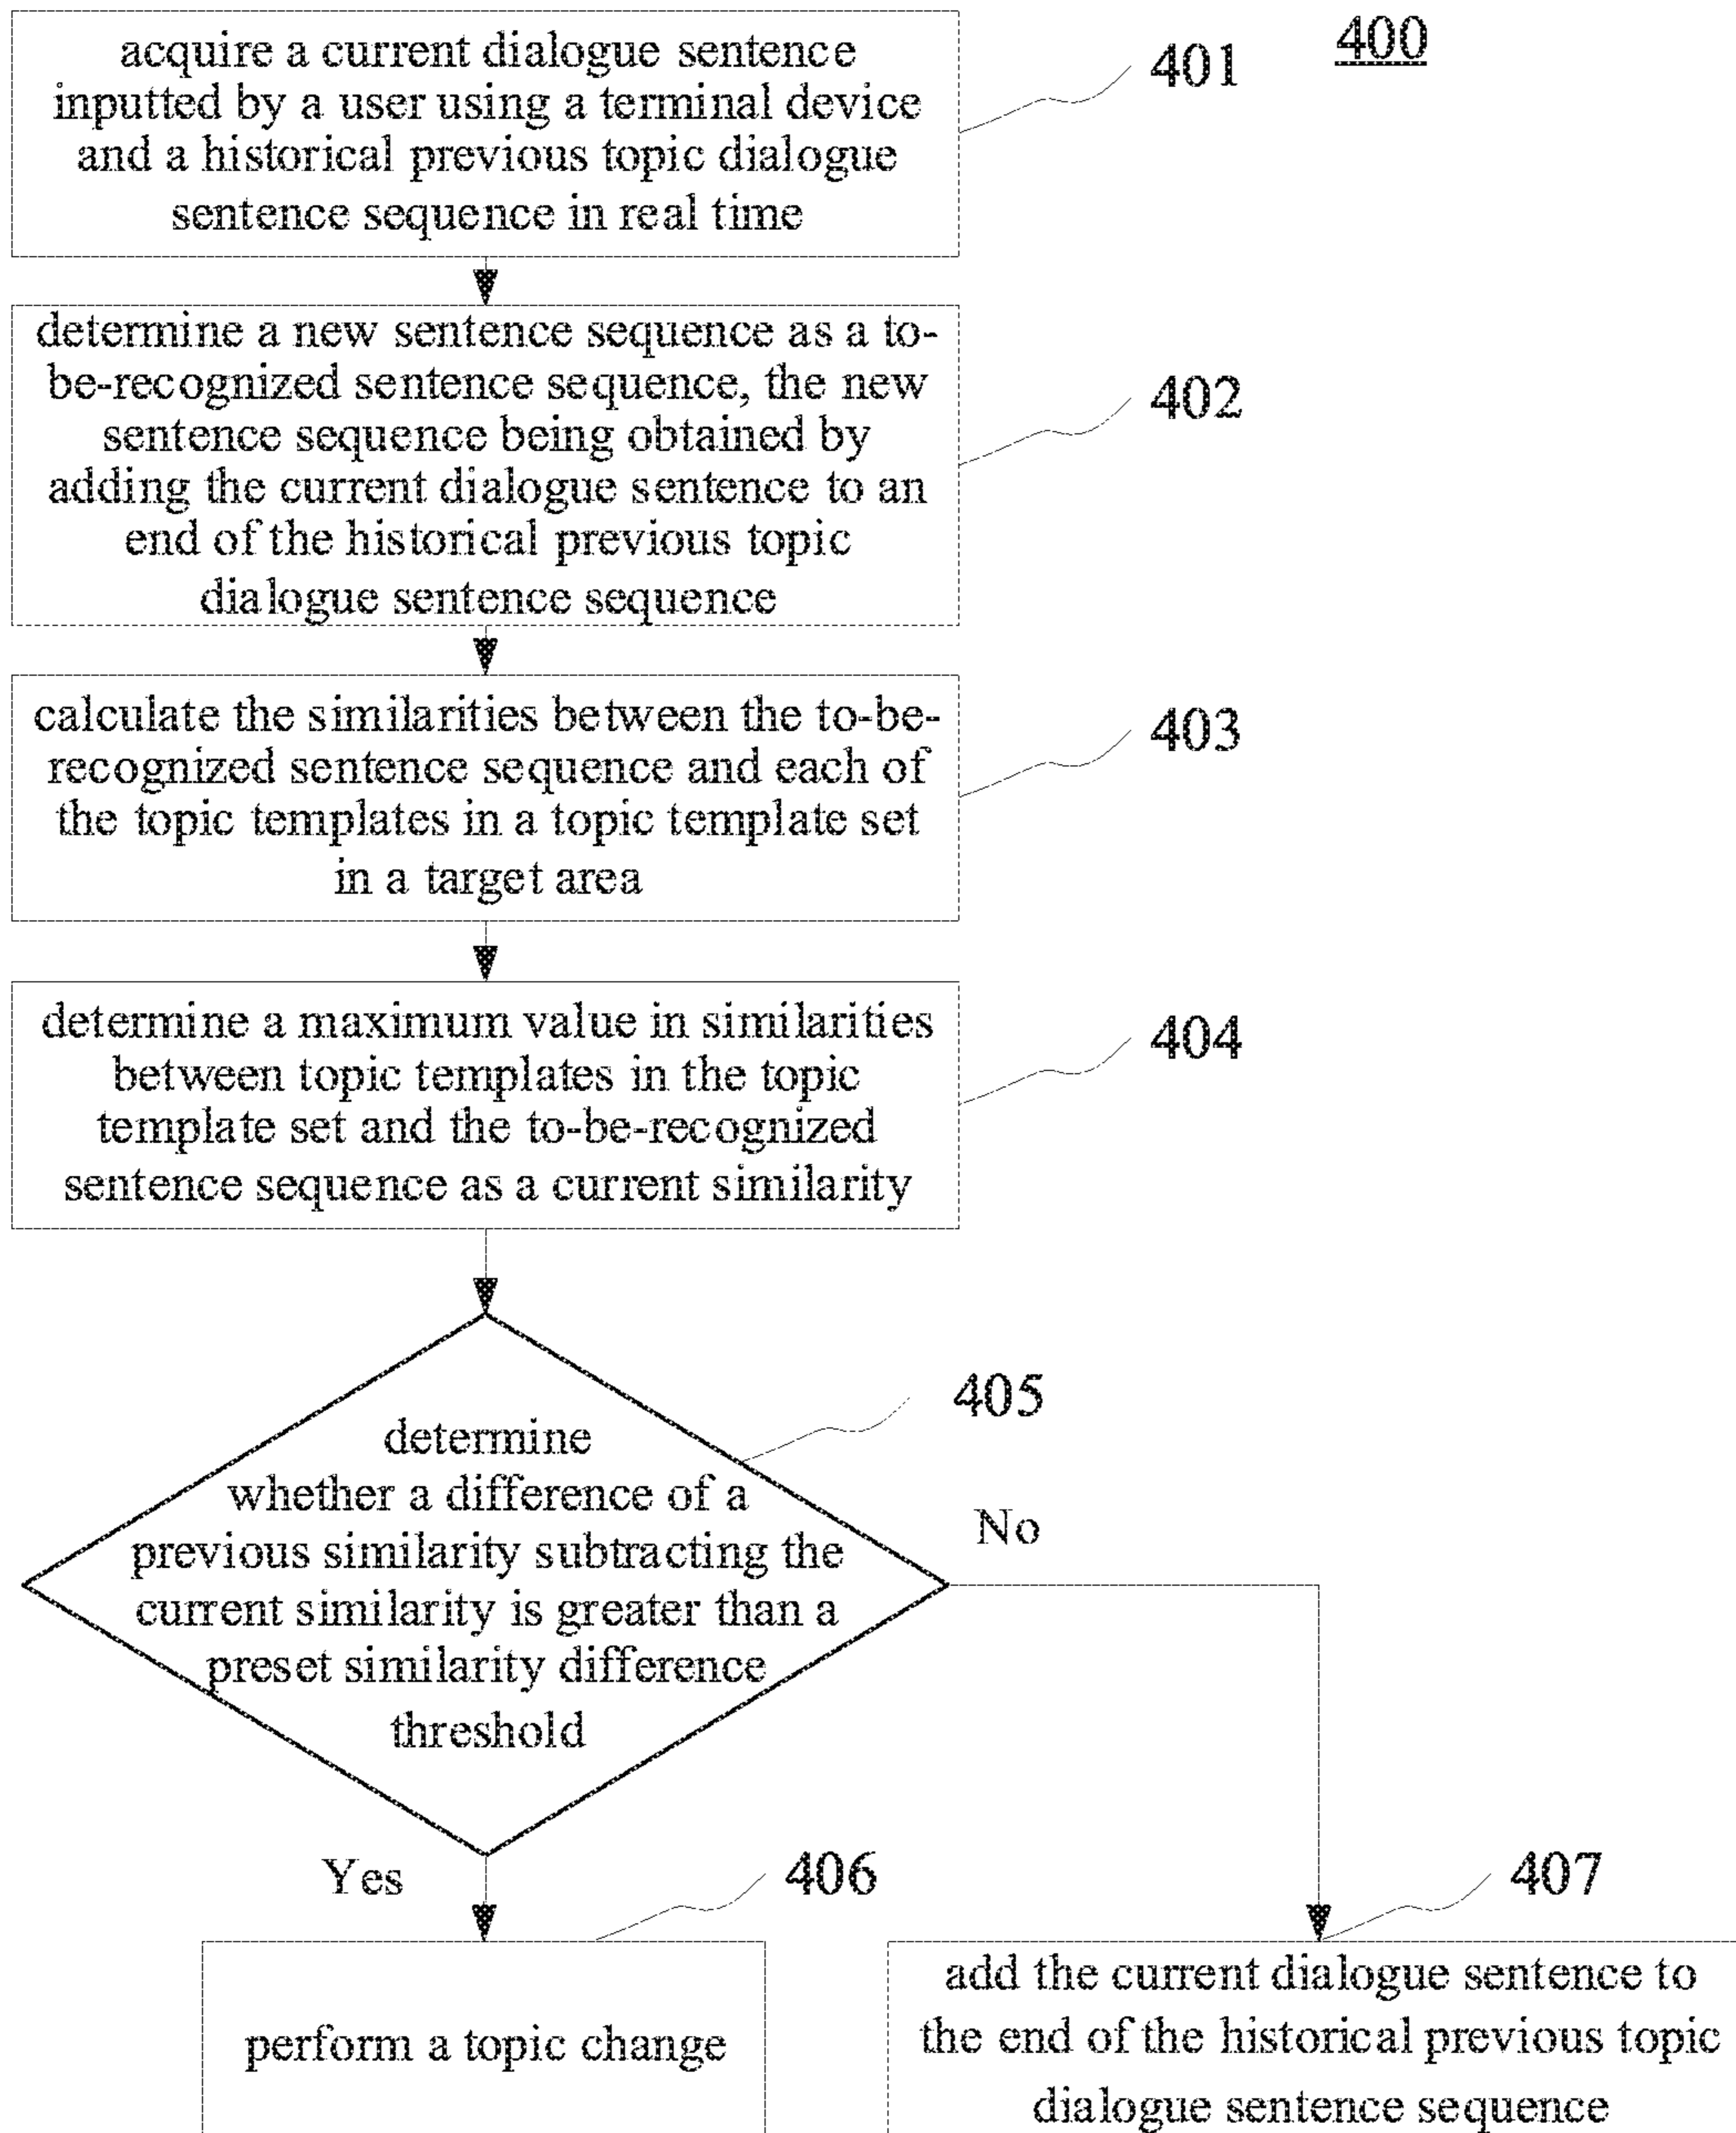 400
acquire a current dialogue sentence
inputted by a user using a terminal device
and a historical previous topic dialogue
sentence sequence in real time
401
determine a new sentence sequence as a to-
be-recognized sentence sequence, the new
sentence sequence being obtained by
adding the current dialogue sentence to an
end of the historical previous topic
dialogue sentence sequence
402
calculate the similarities between the to-be-
recognized sentence sequence and each of
the topic templates in a topic template set
in a target area
403
determine a maximum value in similarities
between topic templates in the topic
template set and the to-be-recognized
sentence sequence as a current similarity
404
determine
whether a difference of a
previous similarity subtracting the
current similarity is greater than a
preset similarity difference
threshold
405
No
Yes
406
perform a topic change
407
add the current dialogue sentence to
the end of the historical previous topic
dialogue sentence sequence